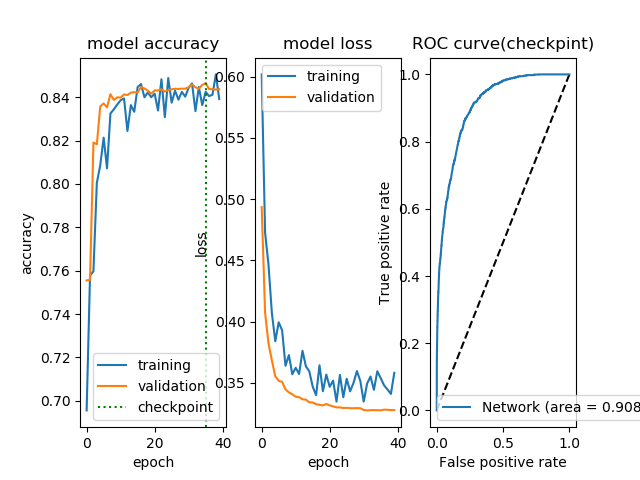 model accuracy
0.84
0.82
0.80
0.78
0.76
0.74
0.72
0.70
accuracy
training
validation
checkpoint
0
20
40
epoch
model loss
0.60
0.55
0.50
0.45
0.40
0.35
loss
training
validation
0
20
40
epoch
ROC curve(checkpint)
1.0
0.8
0.6
0.4
0.2
0.0
True positive rate
Network (area = 0.908
0.0
0.5
1.0
False positive rate